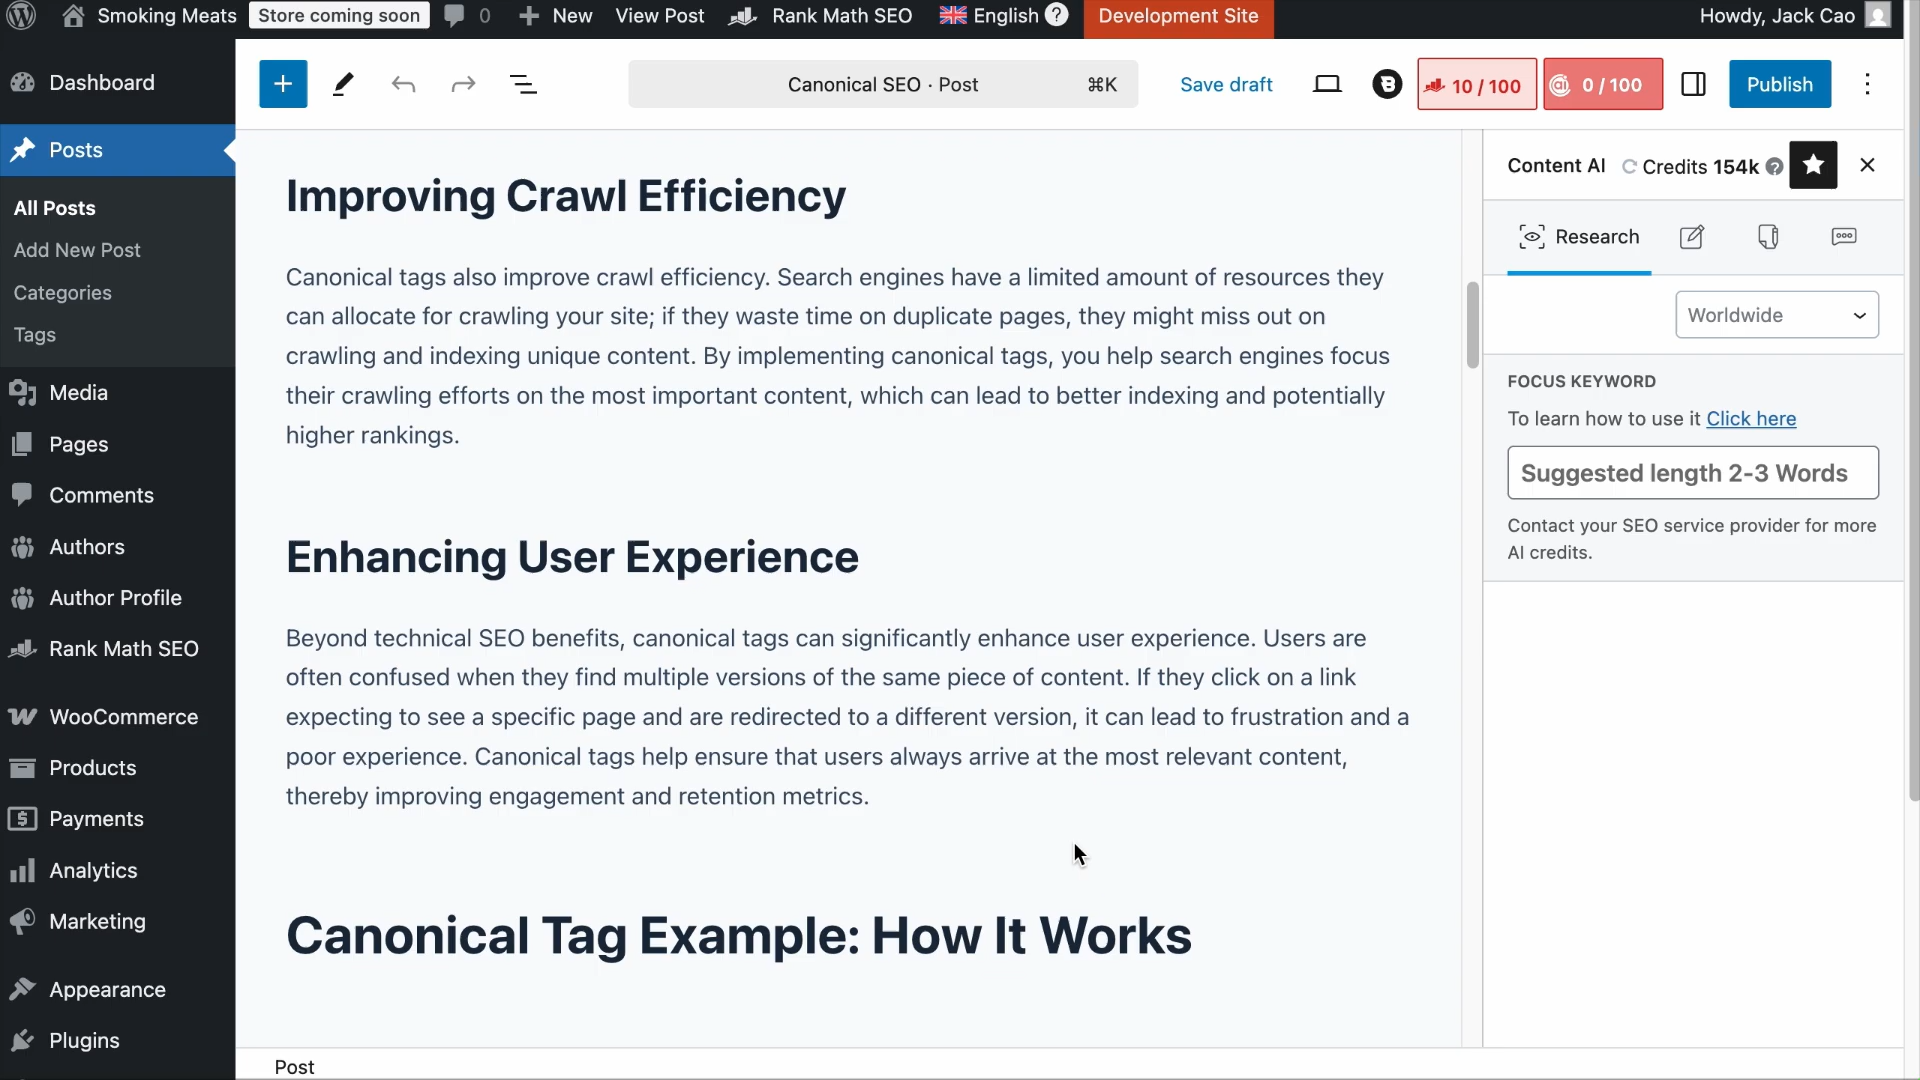 Smoking Meats Store coming soon 0 New View Post Rank Math SEO English ? Development Site Howdy, Jack Cao
Dashboard
Posts
All Posts
Add New Post
Categories
Tags
Media
Pages
Comments
Authors
Author Profile
Rank Math SEO
WooCommerce
Products
Payments
Analytics
Marketing
Appearance
Plugins
Canonical SEO · Post ⌘K Save draft 10 / 100 0 / 100 Publish
Improving Crawl Efficiency
Canonical tags also improve crawl efficiency. Search engines have a limited amount of resources they
can allocate for crawling your site; if they waste time on duplicate pages, they might miss out on
crawling and indexing unique content. By implementing canonical tags, you help search engines focus
their crawling efforts on the most important content, which can lead to better indexing and potentially
higher rankings.
Enhancing User Experience
Beyond technical SEO benefits, canonical tags can significantly enhance user experience. Users are
often confused when they find multiple versions of the same piece of content. If they click on a link
expecting to see a specific page and are redirected to a different version, it can lead to frustration and a
poor experience. Canonical tags help ensure that users always arrive at the most relevant content,
thereby improving engagement and retention metrics.
Canonical Tag Example: How It Works
Post
Content AI Credits 154k ?
Research
Worldwide
FOCUS KEYWORD
To learn how to use it Click here
Suggested length 2-3 Words
Contact your SEO service provider for more
AI credits.